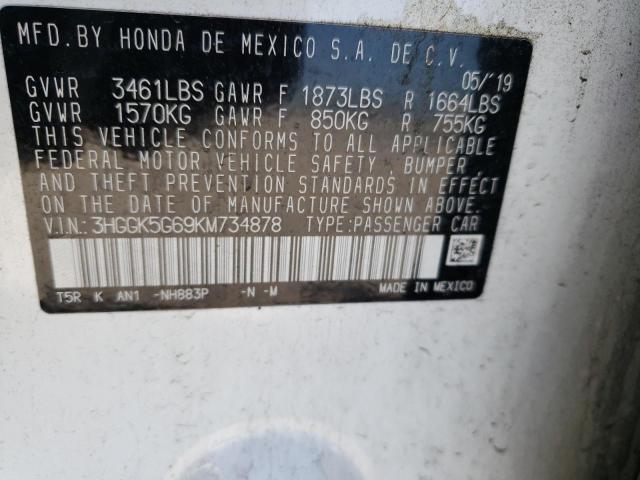 MFD. BY HONDA DE MEXICO S.A. DE C.V.
05/'19
GVWR 3461LBS GAWR F 1873LBS R 1664LBS
GVWR 1570KG GAWR F 850KG R 755KG
THIS VEHICLE CONFORMS TO ALL APPLICABLE
FEDERAL MOTOR VEHICLE SAFETY, BUMPER,
AND THEFT PREVENTION STANDARDS IN EFFECT
ON THE DATE OF MANUFACTURE SHOWN ABOVE.
V.I.N.:3HGGK5G69KM734878 TYPE:PASSENGER CAR
T5R K AN1 -NH883P -N -M MADE IN MEXICO